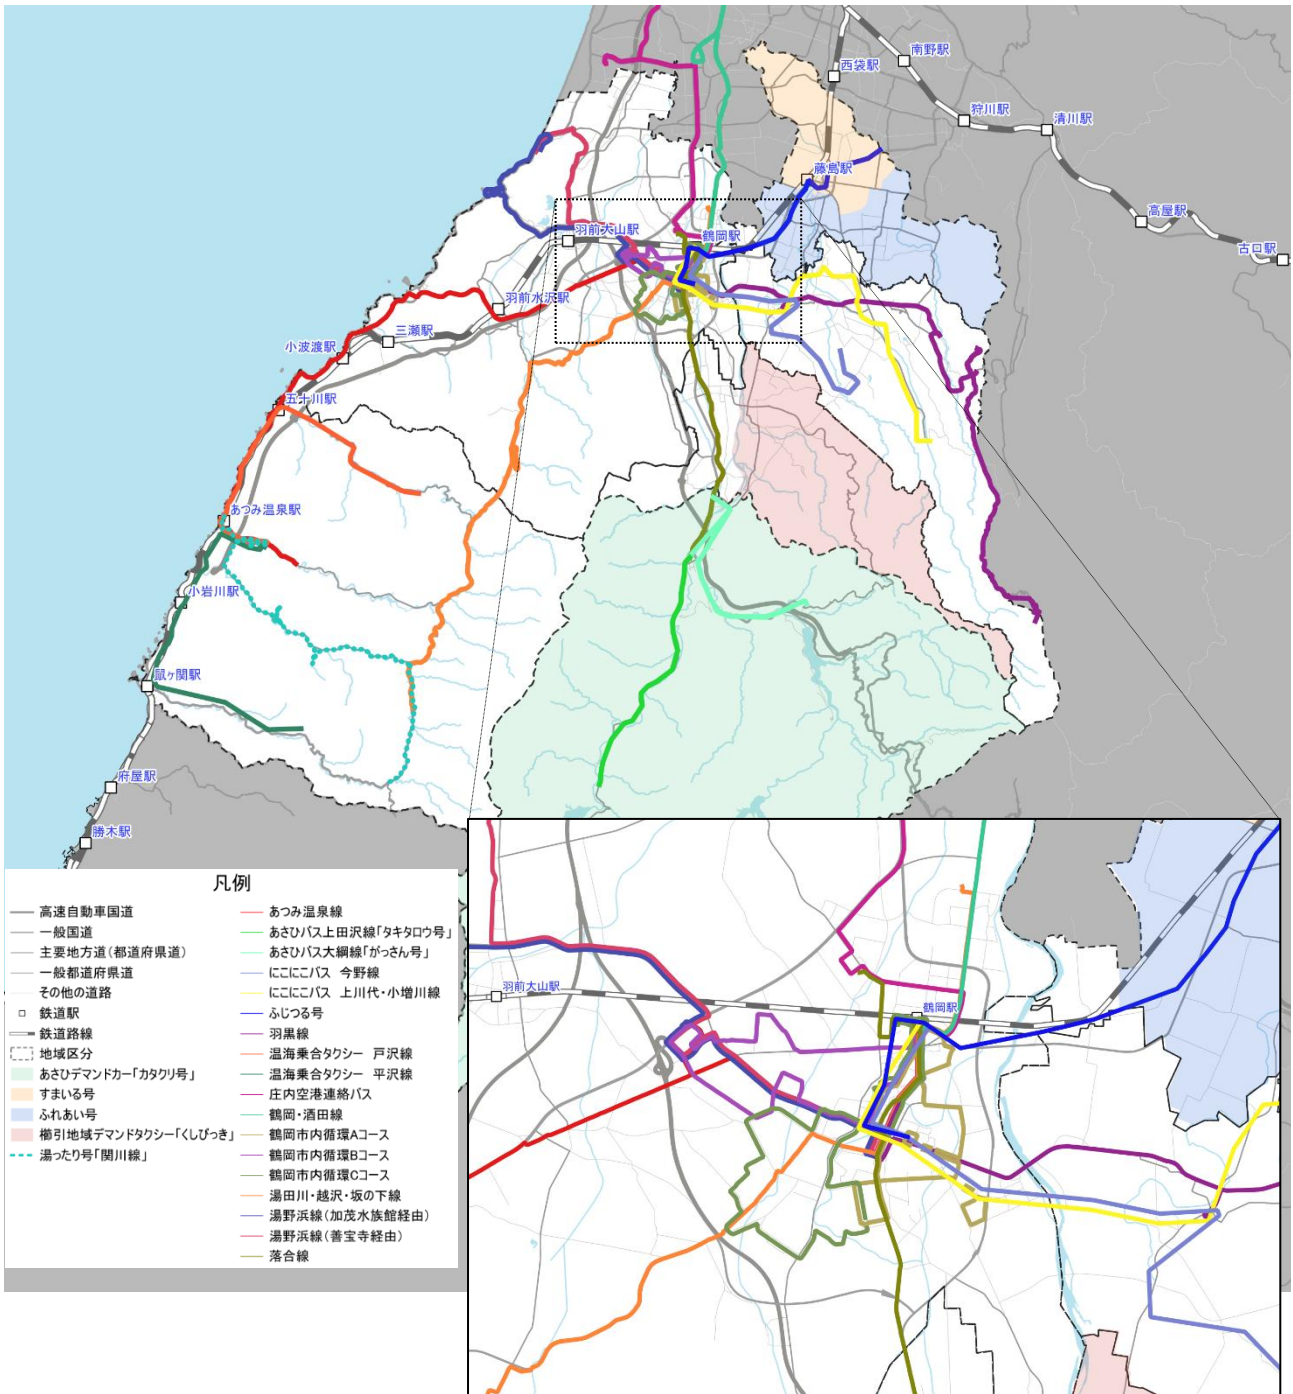 南野駅
西袋駅
狩川駅
清川駅
藤島駅
高屋駅
古口駅
羽前大山駅
鶴岡駅
羽前水沢駅
三瀬駅
小波渡駅
五十川駅
あつみ温泉駅
小岩川駅
鼠ヶ関駅
府屋駅
勝木駅
凡例
高速自動車国道
一般国道
主要地方道(都道府県道)
一般都道府県道
その他の道路
鉄道駅
鉄道路線
地域区分
あさひデマンドカー「カタクリ号」
すまいる号
ふれあい号
櫛引地域デマンドタクシー「くしびっき」
湯ったり号「関川線」
あつみ温泉線
あさひバス上田沢線「タキタロウ号」
あさひバス大網線「がっさん号」
にこにこバス 今野線
にこにこバス 上川代・小増川線
ふじつる号
羽黒線
温海乗合タクシー 戸沢線
温海乗合タクシー 平沢線
庄内空港連絡バス
鶴岡・酒田線
鶴岡市内循環Aコース
鶴岡市内循環Bコース
鶴岡市内循環Cコース
湯田川・越沢・坂の下線
湯野浜線(加茂水族館経由)
湯野浜線(善宝寺経由)
落合線
羽前大山駅
鶴岡駅